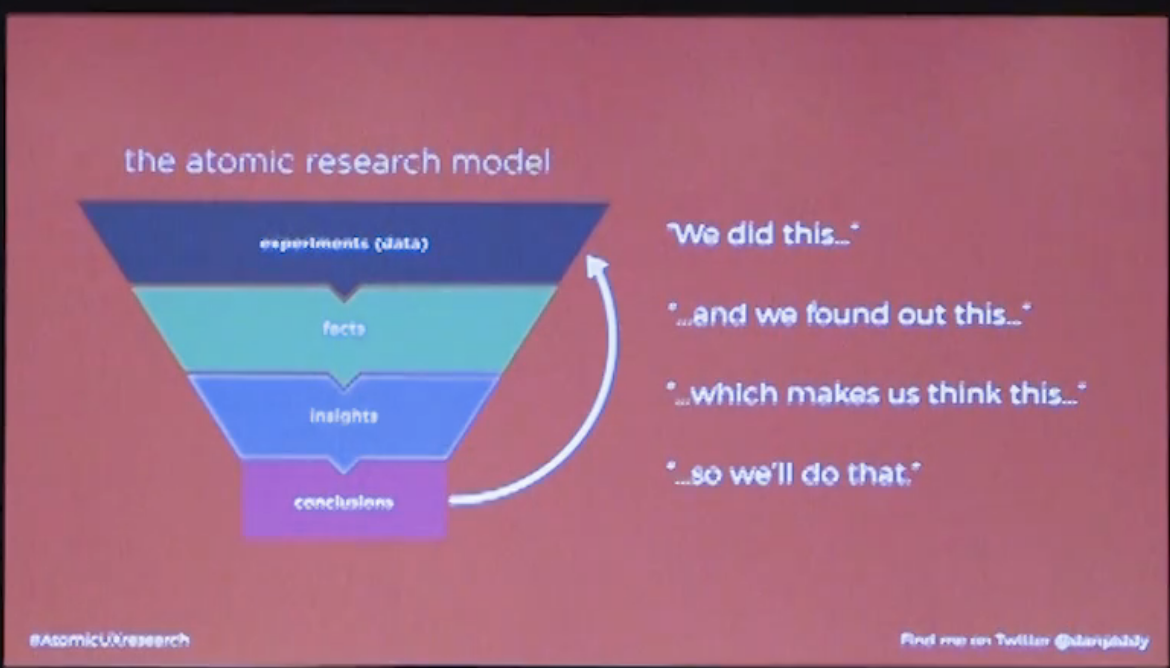 the atomic research model
experiments (data)
"We did this..."
facts
"...and we found out this..."
insights
"...which makes us think this..."
conclusions
"...so we'll do that."
#AtomicUXresearch
Find me on Twitter